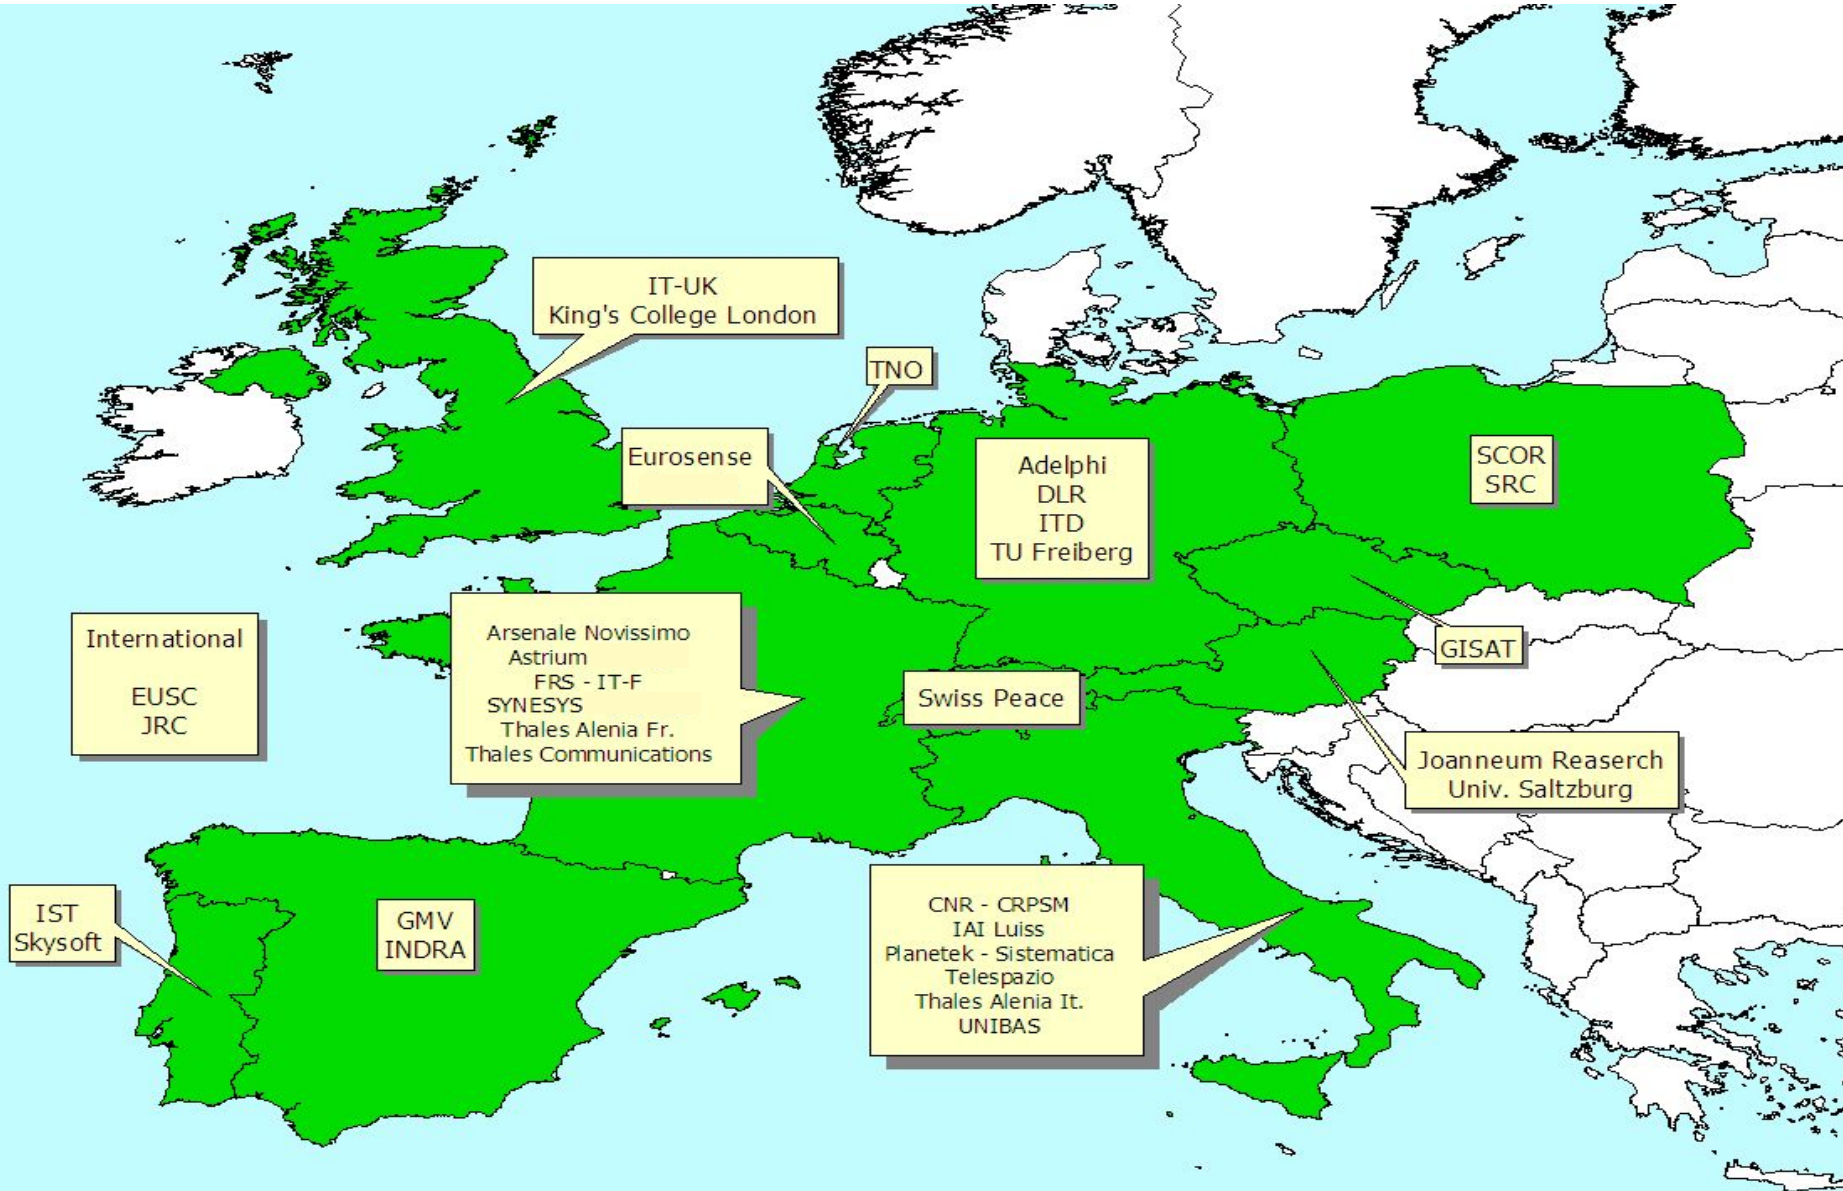 IT-UK
King's College London
TNO
Eurosense
Adelphi
DLR
ITD
TU Freiberg
SCOR
SRC
International
EUSC
JRC
Arsenale Novissimo
Astrium
FRS - IT-F
SYNESYS
Thales Alenia Fr.
Thales Communications
Swiss Peace
GISAT
Joanneum Reaserch
Univ. Saltzburg
IST
Skysoft
GMV
INDRA
CNR - CRPSM
IAI Luiss
Planetek - Sistematica
Telespazio
Thales Alenia It.
UNIBAS